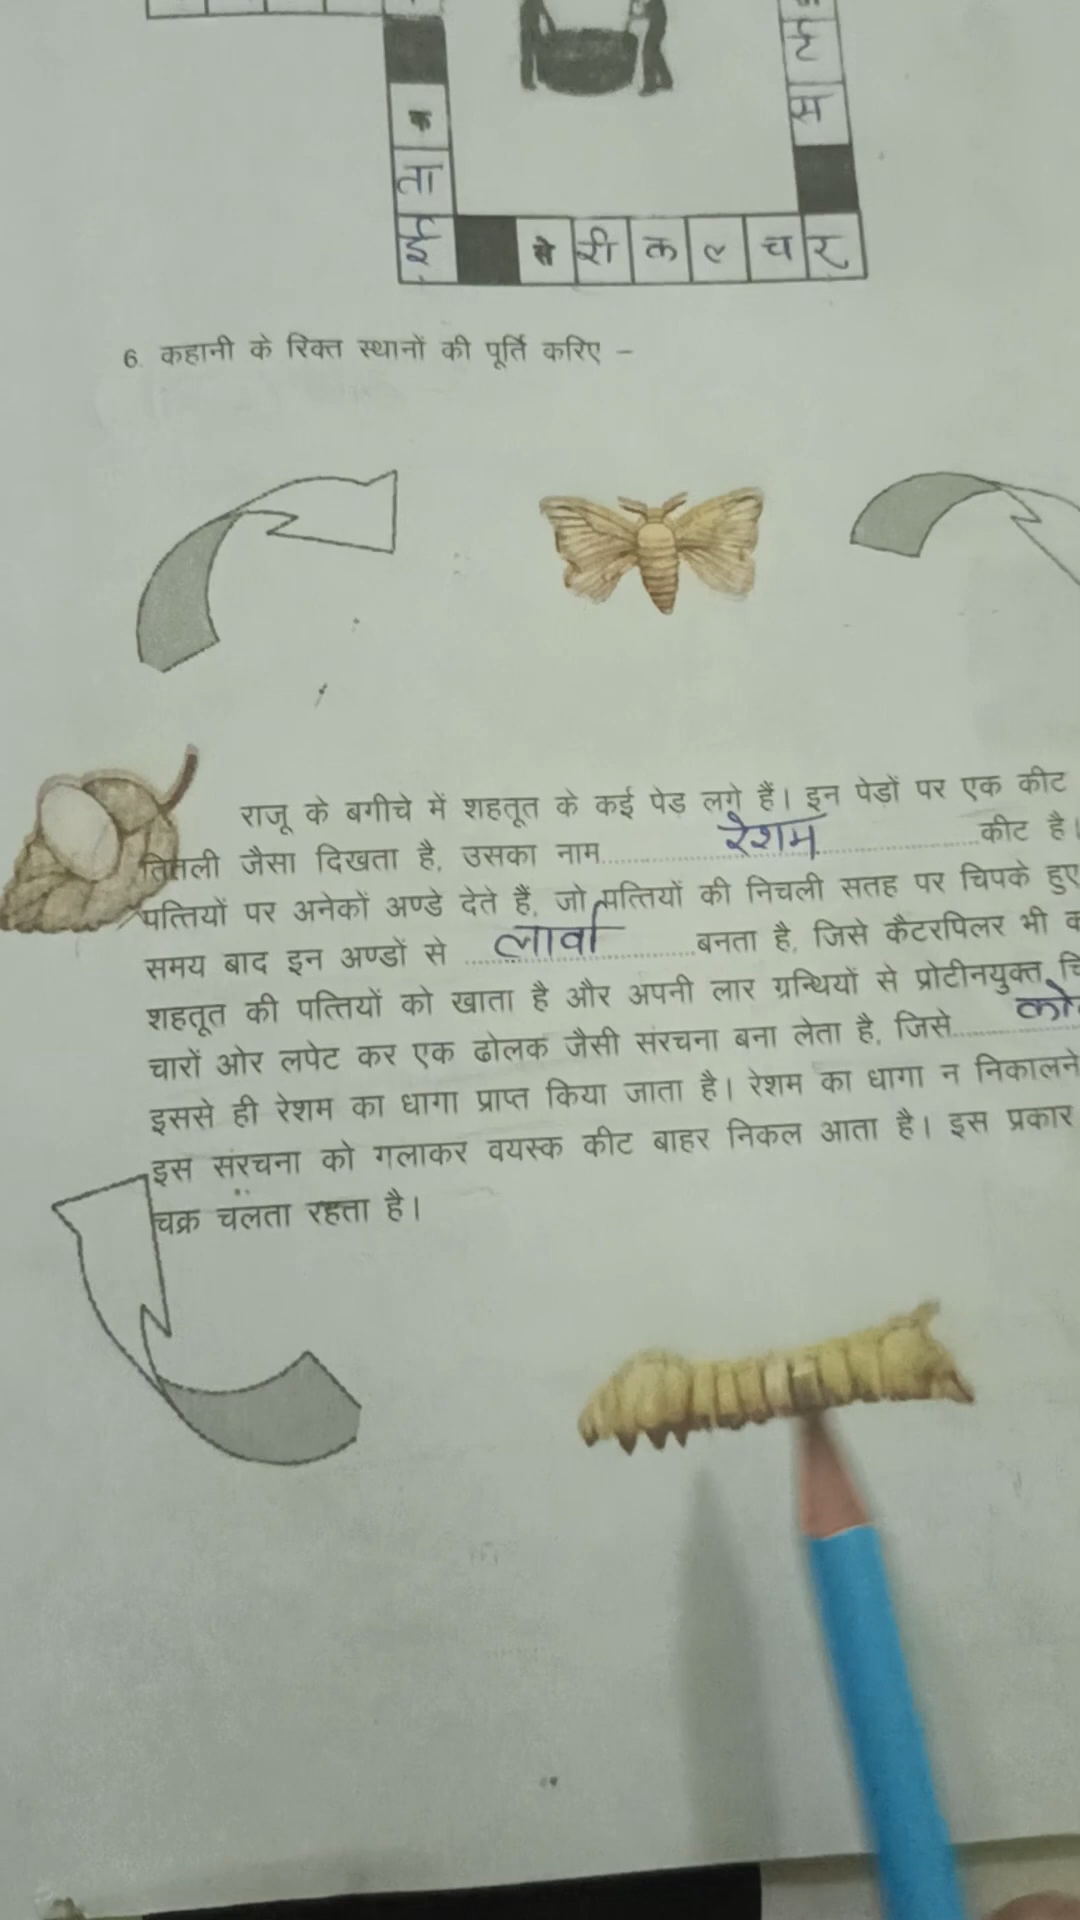 ट
म
क
ता
ई
से री क ल च र
6. कहानी के रिक्त स्थानों की पूर्ति करिए –
राजू के बगीचे में शहतूत के कई पेड़ लगे हैं। इन पेड़ों पर एक कीट
तितली जैसा दिखता है, उसका नाम रेशम कीट है।
पत्तियों पर अनेकों अण्डे देते हैं, जो पत्तियों की निचली सतह पर चिपके हुए
समय बाद इन अण्डों से लार्वा बनता है, जिसे कैटरपिलर भी
शहतूत की पत्तियों को खाता है और अपनी लार ग्रन्थियों से प्रोटीनयुक्त
चारों ओर लपेट कर एक ढोलक जैसी संरचना बना लेता है, जिसे
इससे ही रेशम का धागा प्राप्त किया जाता है। रेशम का धागा न निकालने
इस संरचना को गलाकर वयस्क कीट बाहर निकल आता है। इस प्रकार
चक्र चलता रहता है।